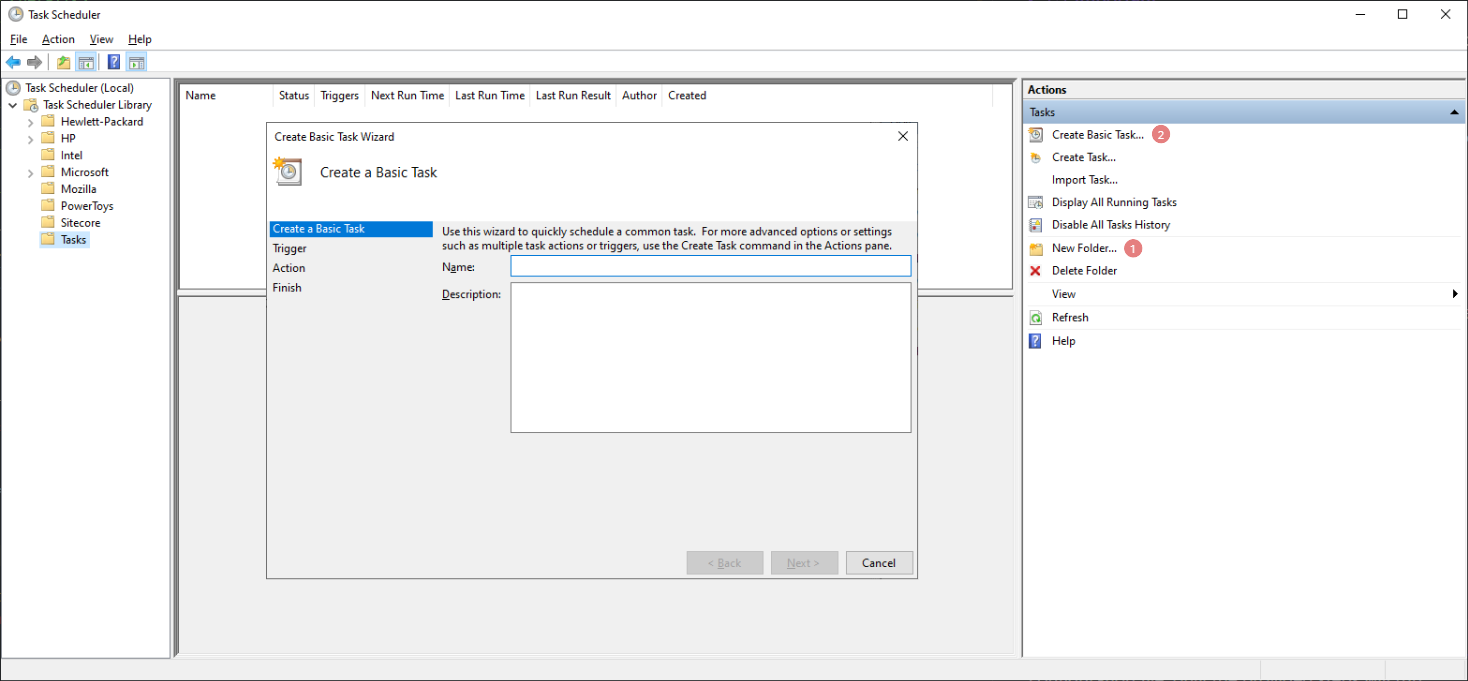 Task Scheduler
File Action View Help
Task Scheduler (Local)
Task Scheduler Library
Hewlett-Packard
HP
Intel
Microsoft
Mozilla
PowerToys
Sitecore
Tasks
Name Status Triggers Next Run Time Last Run Time Last Run Result Author Created
Create Basic Task Wizard
Create a Basic Task
Create a Basic Task
Trigger
Action
Finish
Use this wizard to quickly schedule a common task. For more advanced options or settings
such as multiple task actions or triggers, use the Create Task command in the Actions pane.
Name:
Description:
< Back Next > Cancel
Actions
Tasks
Create Basic Task... 2
Create Task...
Import Task...
Display All Running Tasks
Disable All Tasks History
New Folder... 1
Delete Folder
View
Refresh
Help